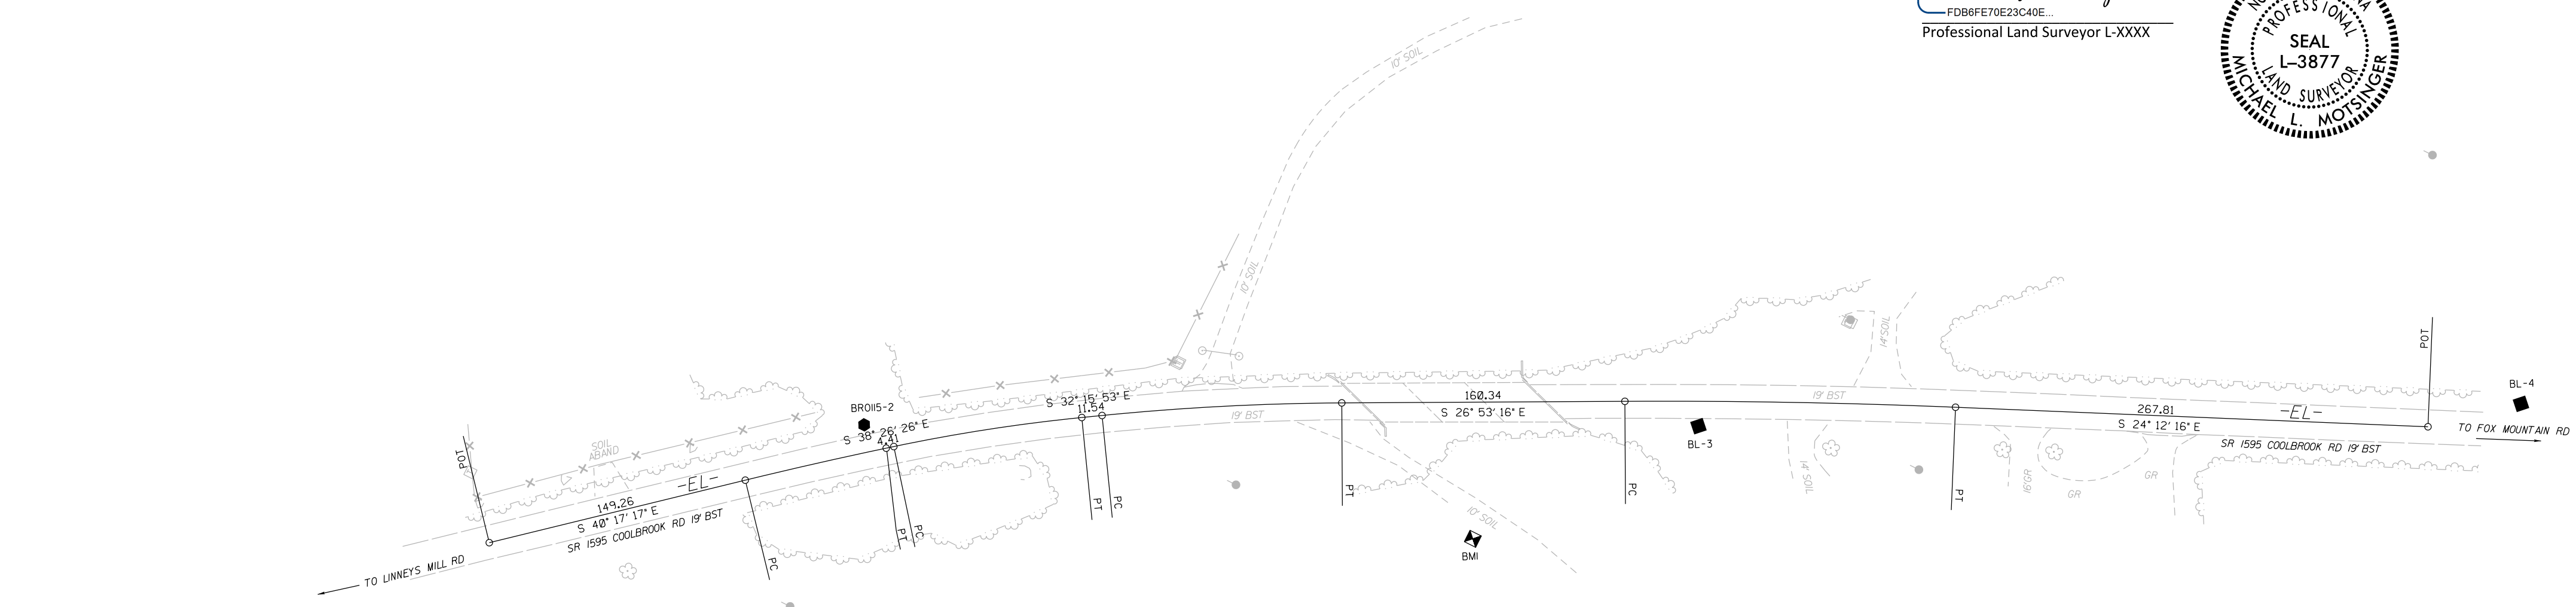 FDB6FE70E23C40E...
Professional Land Surveyor L-XXXX
PROFESSIONAL
SEAL
L-3877
LAND SURVEYOR
MICHAEL L. MOTSINGER
10' SOIL
10' SOIL
14' SOIL
POT
BL-4
BRO115-2
S 32° 15' 53" E
11.54
160.34
S 26° 53' 16" E
19' BST
19' BST
267.81
-EL-
S 24° 12' 16" E
TO FOX MOUNTAIN RD
SR 1595 COOLBROOK RD 19' BST
S 38° 26' 26" E
4.41
BL-3
SOIL
ABAND
POT
-EL-
149.26
S 40° 17' 17" E
SR 1595 COOLBROOK RD 19' BST
TO LINNEYS MILL RD
PC
PT
PC
PT
PC
PT
PC
PT
10' SOIL
BM1
14' SOIL
16' GR
GR
GR